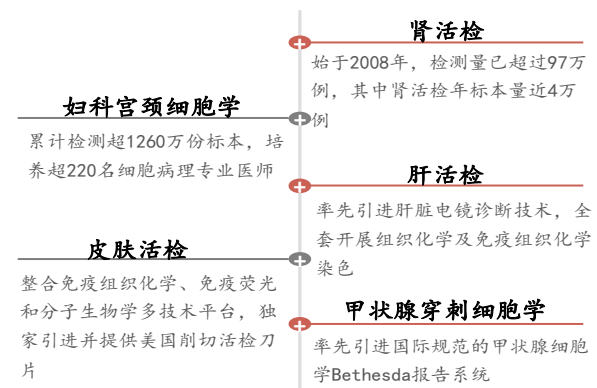 肾活检
始于2008年，检测量已超过97万
例，其中肾活检年标本量近4万
例
妇科宫颈细胞学
累计检测超1260万份标本，培
养超220名细胞病理专业医师
肝活检
率先引进肝脏电镜诊断技术，全
套开展组织化学及免疫组织化学
染色
皮肤活检
整合免疫组织化学、免疫荧光
和分子生物学多技术平台，独
家引进并提供美国削切活检刀
片
甲状腺穿刺细胞学
率先引进国际规范的甲状腺细胞
学Bethesda报告系统